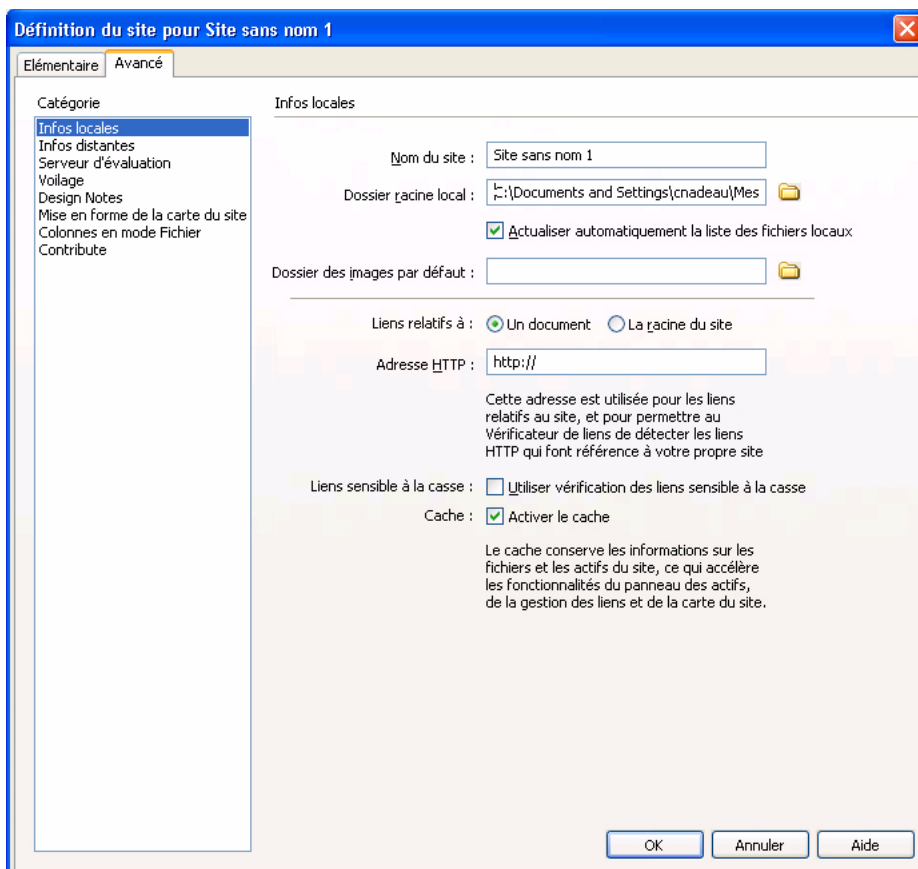 Définition du site pour Site sans nom 1
Elémentaire Avancé
Catégorie
Infos locales
Infos distantes
Serveur d'évaluation
Voilage
Design Notes
Mise en forme de la carte du site
Colonnes en mode Fichier
Contribute
Infos locales
Nom du site : Site sans nom 1
Dossier racine local : C:\Documents and Settings\cnadeau\Mes
Actualiser automatiquement la liste des fichiers locaux
Dossier des images par défaut :
Liens relatifs à : Un document La racine du site
Adresse HTTP : http://
Cette adresse est utilisée pour les liens
relatifs au site, et pour permettre au
Vérificateur de liens de détecter les liens
HTTP qui font référence à votre propre site
Liens sensible à la casse : Utiliser vérification des liens sensible à la casse
Cache : Activer le cache
Le cache conserve les informations sur les
fichiers et les actifs du site, ce qui accélère
les fonctionnalités du panneau des actifs,
de la gestion des liens et de la carte du site.
OK Annuler Aide